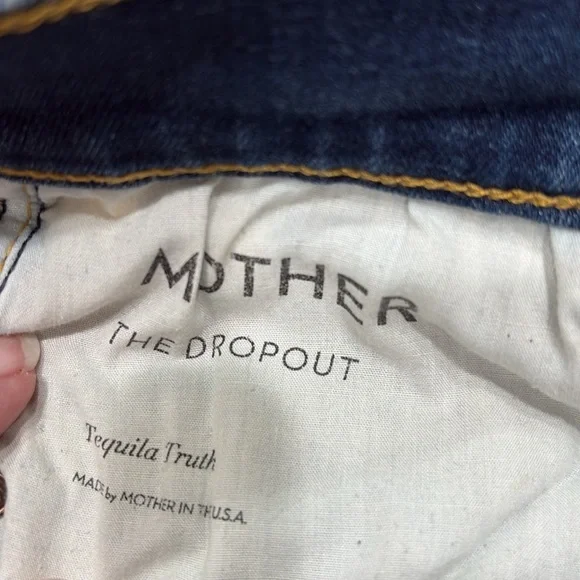 MOTHER
THE DROPOUT
Tequila Truth
MADE by MOTHER IN THE U.S.A.